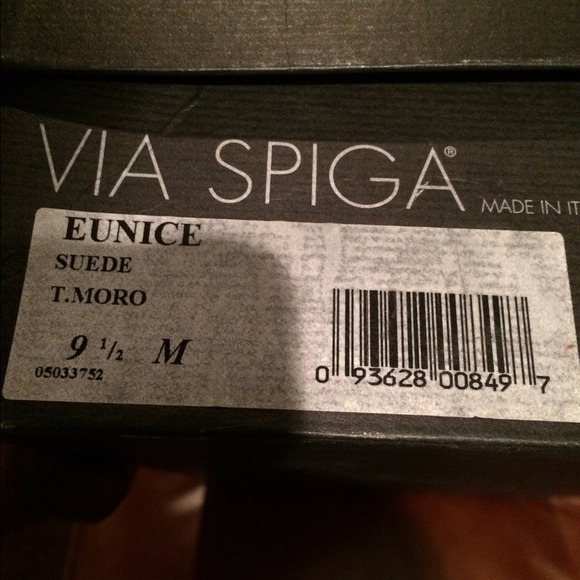 VIA SPIGA®
MADE IN IT
EUNICE
SUEDE
T.MORO
9 ½ M
05033752
0 93628 00849 7